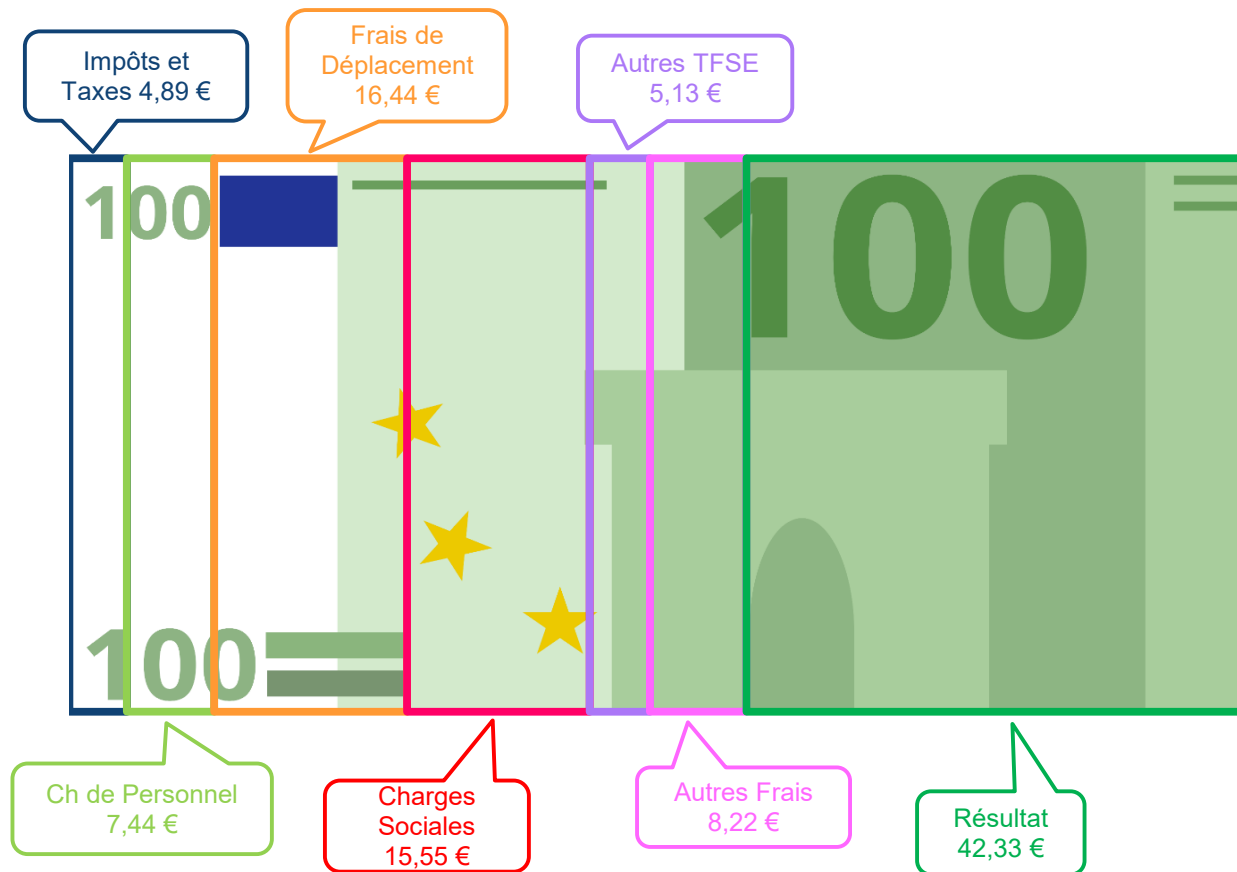 Impôts et
Taxes 4,89 €
Frais de
Déplacement
16,44 €
Autres TFSE
5,13 €
100
100
100
Ch de Personnel
7,44 €
Charges
Sociales
15,55 €
Autres Frais
8,22 €
Résultat
42,33 €